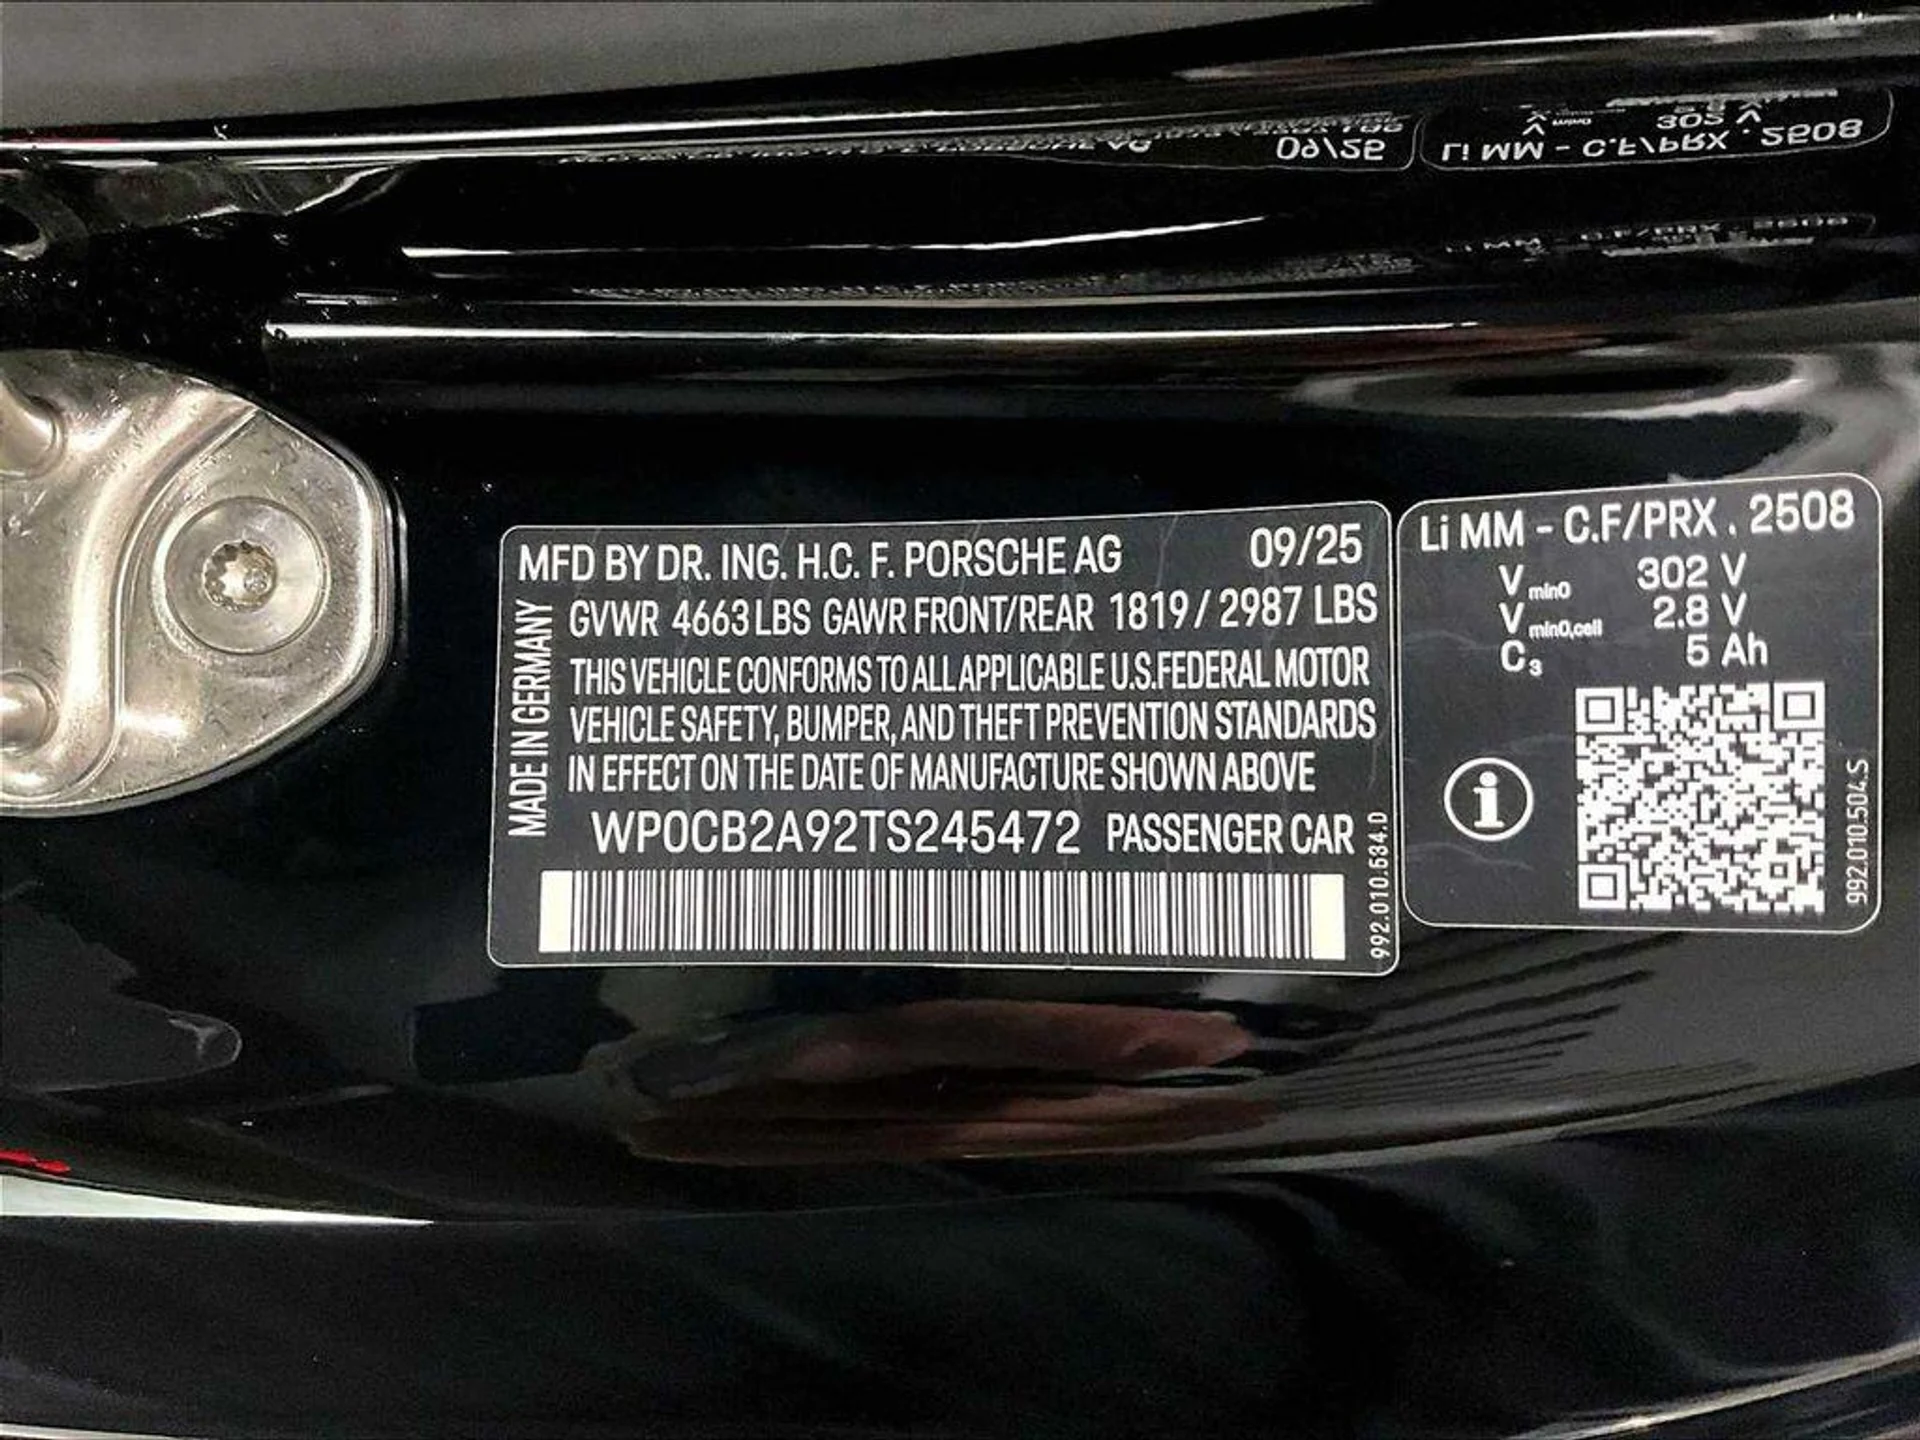 MFD BY DR. ING. H.C. F. PORSCHE AG 09/25
GVWR 4663 LBS GAWR FRONT/REAR 1819 / 2987 LBS
THIS VEHICLE CONFORMS TO ALL APPLICABLE U.S.FEDERAL MOTOR
VEHICLE SAFETY, BUMPER, AND THEFT PREVENTION STANDARDS
IN EFFECT ON THE DATE OF MANUFACTURE SHOWN ABOVE
WP0CB2A92TS245472 PASSENGER CAR
MADE IN GERMANY
992.010.534.D
Li MM - C.F/PRX . 2508
Vmin0 302 V
Vmin0,cell 2.8 V
C3 5 Ah
i
992.010.504.S